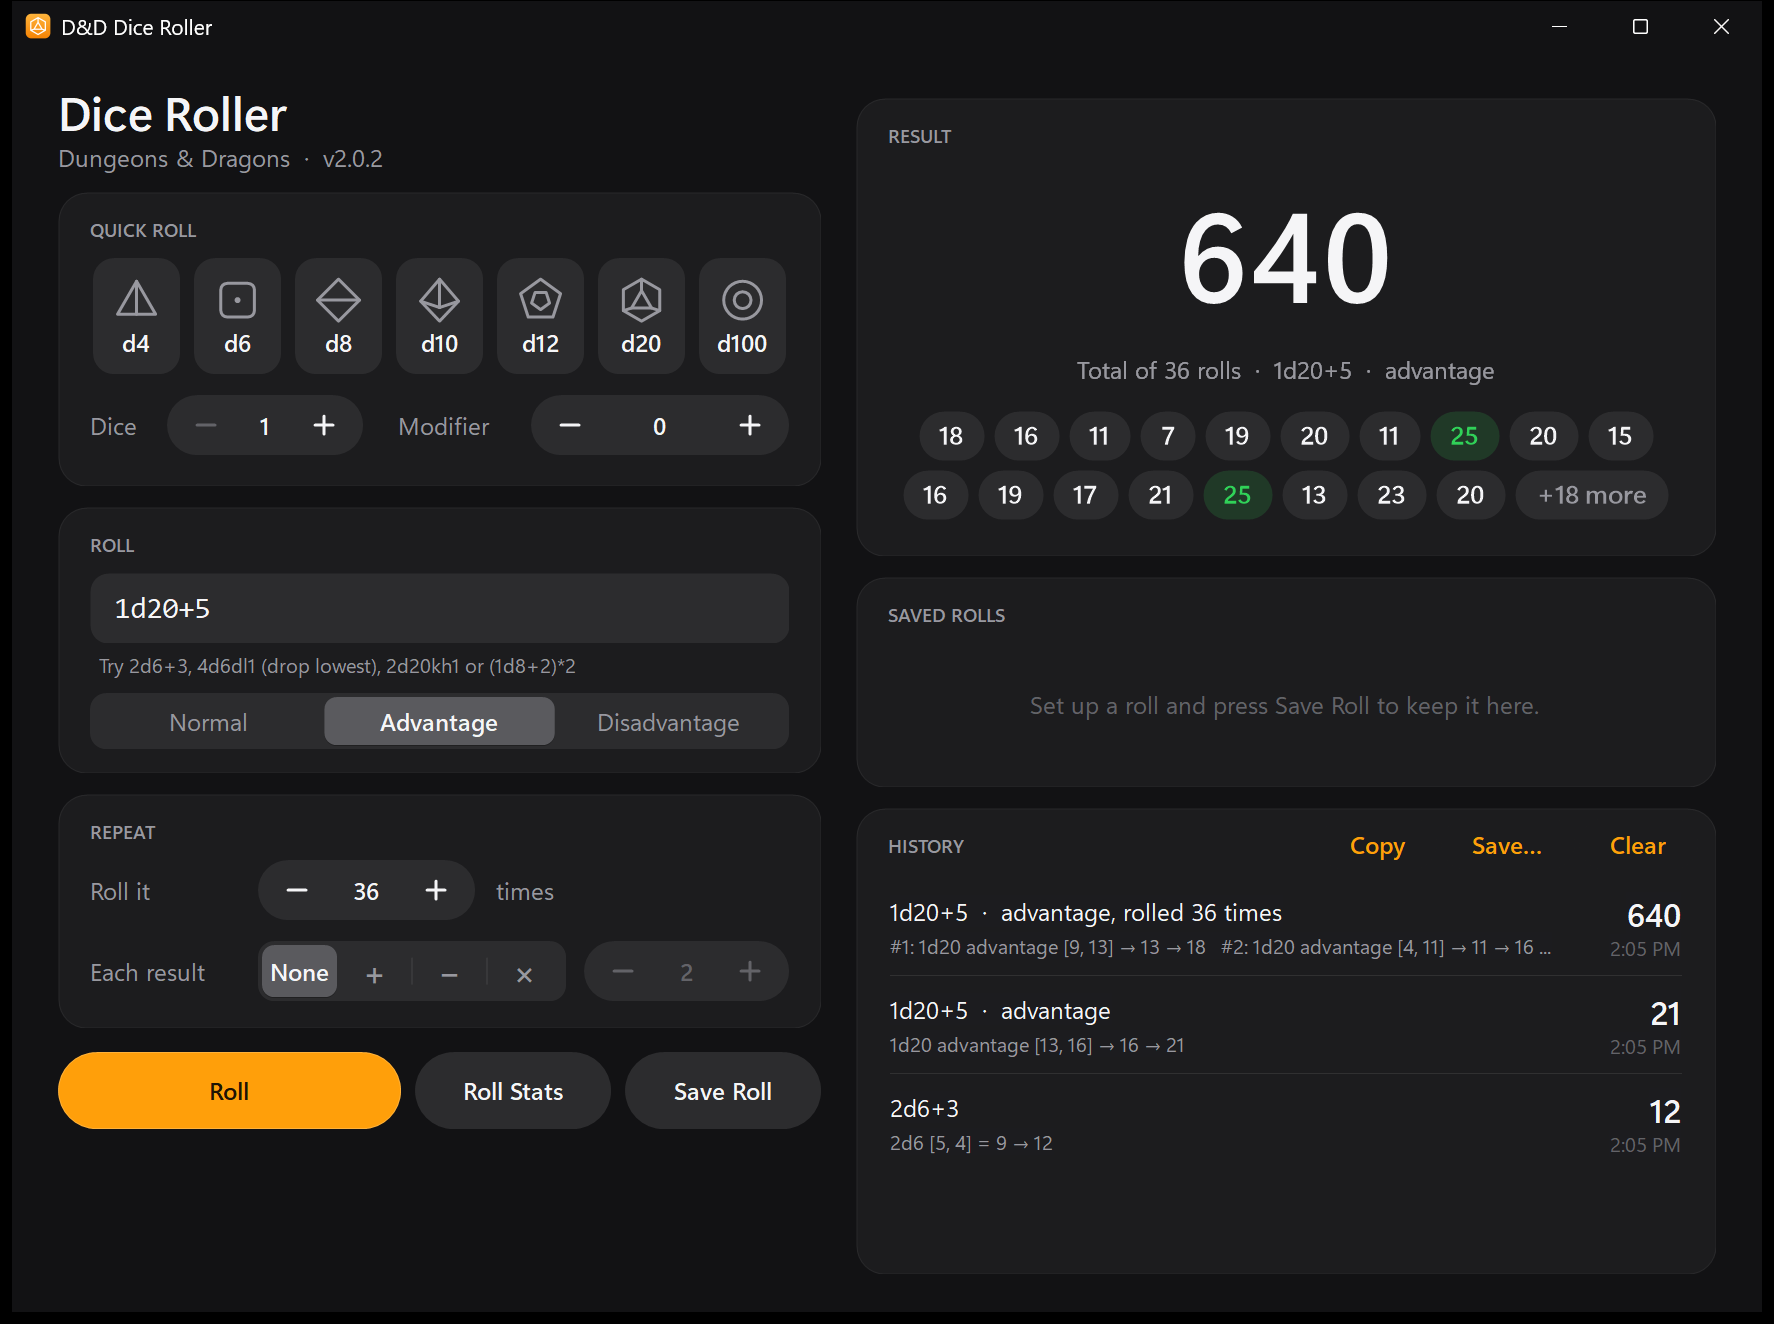 D&D Dice Roller
Dice Roller
Dungeons & Dragons · v2.0.2
QUICK ROLL
d4 d6 d8 d10 d12 d20 d100
Dice − 1 + Modifier − 0 +
ROLL
1d20+5
Try 2d6+3, 4d6dl1 (drop lowest), 2d20kh1 or (1d8+2)*2
Normal Advantage Disadvantage
REPEAT
Roll it − 36 + times
Each result None + − × − 2 +
Roll Roll Stats Save Roll
RESULT
640
Total of 36 rolls · 1d20+5 · advantage
18 16 11 7 19 20 11 25 20 15
16 19 17 21 25 13 23 20 +18 more
SAVED ROLLS
Set up a roll and press Save Roll to keep it here.
HISTORY Copy Save... Clear
1d20+5 · advantage, rolled 36 times 640
#1: 1d20 advantage [9, 13] → 13 → 18 #2: 1d20 advantage [4, 11] → 11 → 16 ... 2:05 PM
1d20+5 · advantage 21
1d20 advantage [13, 16] → 16 → 21 2:05 PM
2d6+3 12
2d6 [5, 4] = 9 → 12 2:05 PM